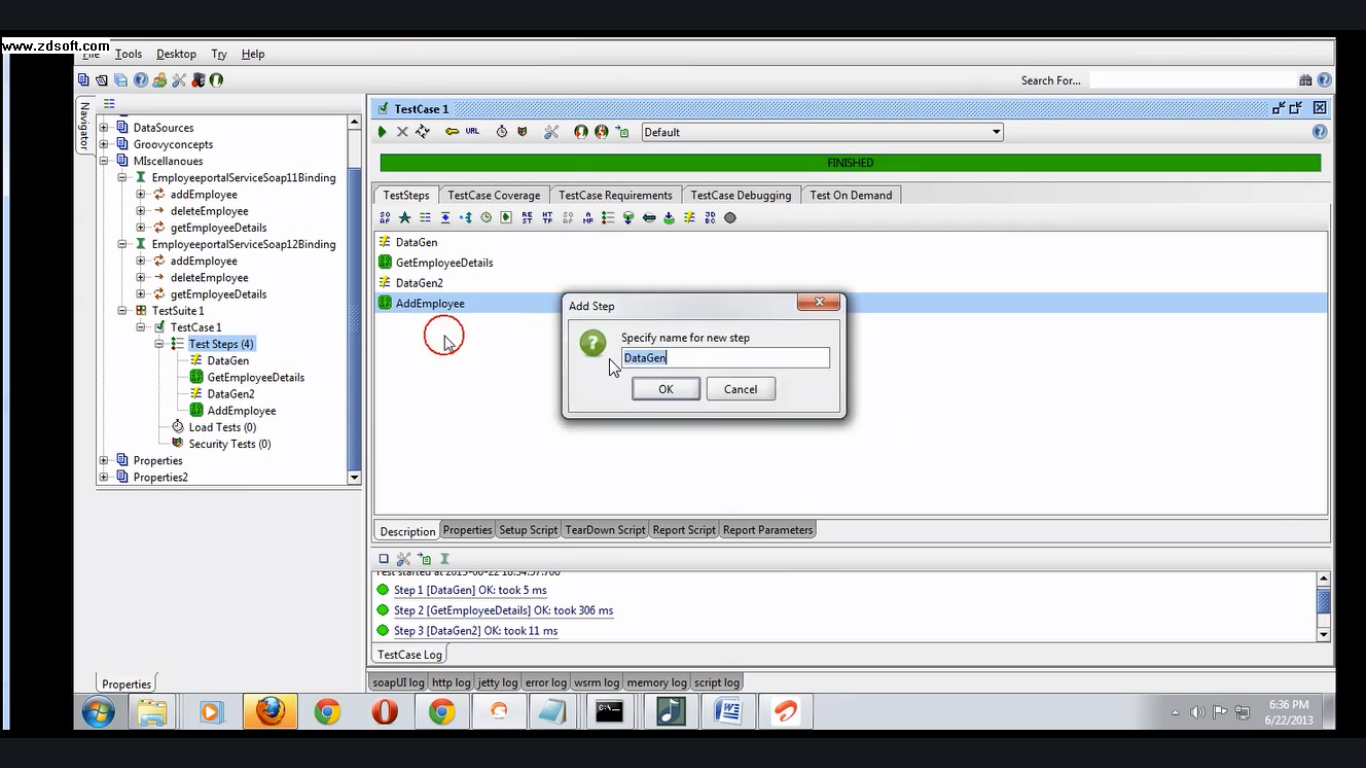 www.zdsoft.com
File Tools Desktop Try Help
Search For...
Navigator
DataSources
Groovyconcepts
MIscellanoues
EmployeeportalServiceSoap11Binding
addEmployee
deleteEmployee
getEmployeeDetails
EmployeeportalServiceSoap12Binding
addEmployee
deleteEmployee
getEmployeeDetails
TestSuite 1
TestCase 1
Test Steps (4)
DataGen
GetEmployeeDetails
DataGen2
AddEmployee
Load Tests (0)
Security Tests (0)
Properties
Properties2
Properties
TestCase 1
URL
Default
FINISHED
TestSteps TestCase Coverage TestCase Requirements TestCase Debugging Test On Demand
DataGen
GetEmployeeDetails
DataGen2
AddEmployee
Add Step
Specify name for new step
DataGen
OK Cancel
Description Properties Setup Script TearDown Script Report Script Report Parameters
Step 1 [DataGen] OK: took 5 ms
Step 2 [GetEmployeeDetails] OK: took 306 ms
Step 3 [DataGen2] OK: took 11 ms
TestCase Log
soapUI log http log jetty log error log wsrm log memory log script log
6:36 PM
6/22/2013